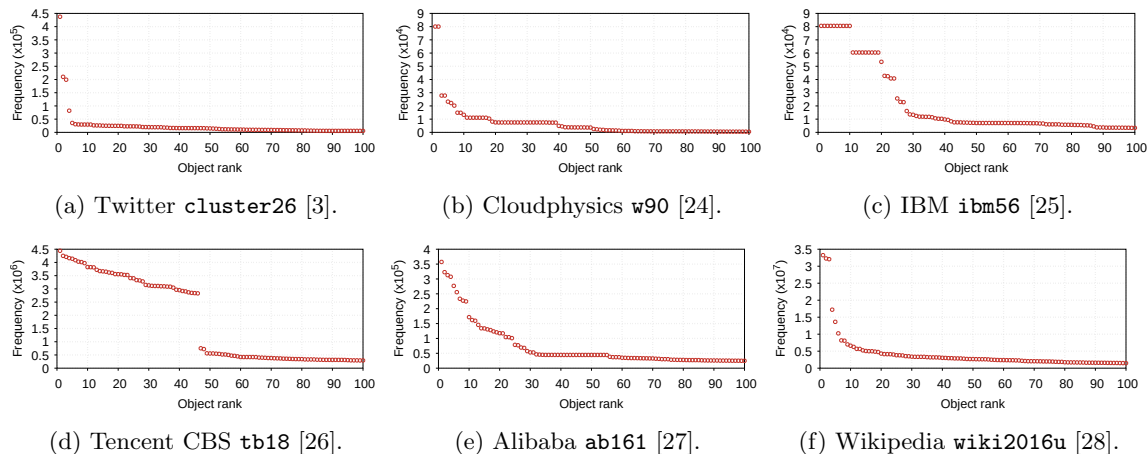 Frequency (x10⁵)
4.5
4
3.5
3
2.5
2
1.5
1
0.5
0
0 10 20 30 40 50 60 70 80 90 100
Object rank
(a) Twitter cluster26 [3].
Frequency (x10⁴)
9
8
7
6
5
4
3
2
1
0
0 10 20 30 40 50 60 70 80 90 100
Object rank
(b) Cloudphysics w90 [24].
Frequency (x10⁴)
9
8
7
6
5
4
3
2
1
0
0 10 20 30 40 50 60 70 80 90 100
Object rank
(c) IBM ibm56 [25].
Frequency (x10⁶)
4.5
4
3.5
3
2.5
2
1.5
1
0.5
0
0 10 20 30 40 50 60 70 80 90 100
Object rank
(d) Tencent CBS tb18 [26].
Frequency (x10⁵)
4
3.5
3
2.5
2
1.5
1
0.5
0
0 10 20 30 40 50 60 70 80 90 100
Object rank
(e) Alibaba ab161 [27].
Frequency (x10⁷)
3.5
3
2.5
2
1.5
1
0.5
0
0 10 20 30 40 50 60 70 80 90 100
Object rank
(f) Wikipedia wiki2016u [28].